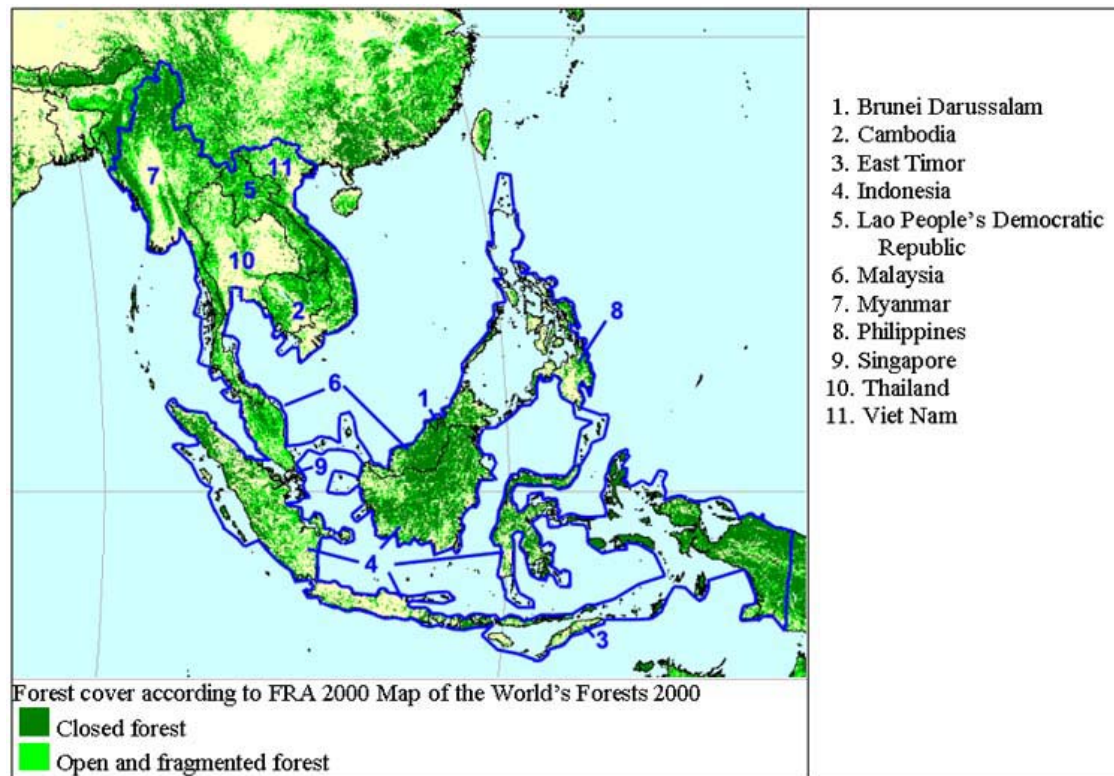 7
11
5
10
2
8
6
1
9
4
3
1. Brunei Darussalam
2. Cambodia
3. East Timor
4. Indonesia
5. Lao People's Democratic
Republic
6. Malaysia
7. Myanmar
8. Philippines
9. Singapore
10. Thailand
11. Viet Nam
Forest cover according to FRA 2000 Map of the World's Forests 2000
Closed forest
Open and fragmented forest